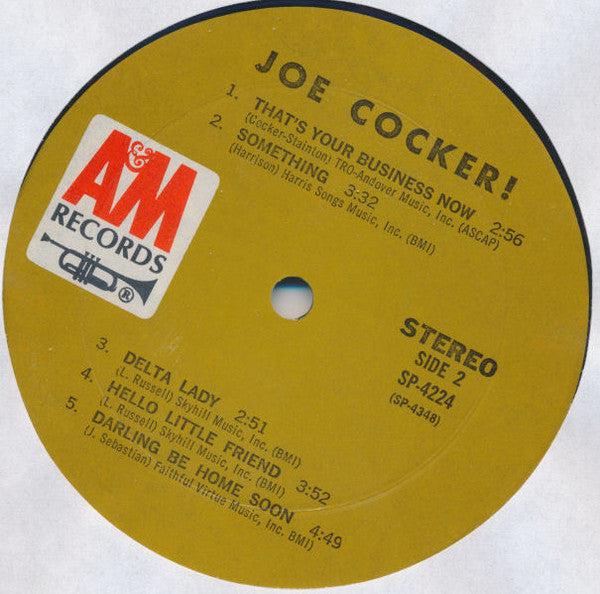 JOE COCKER!
1. THAT'S YOUR BUSINESS NOW 2:56
(Cocker-Stainton) TRO-Andover Music, Inc. (ASCAP)
2. SOMETHING 3:32
(Harrison) Harris Songs Music, Inc. (BMI)
A&M
RECORDS
®
STEREO
SIDE 2
SP-4224
(SP-4348)
3. DELTA LADY 2:51
(L. Russell) Skyhill Music, Inc. (BMI)
4. HELLO LITTLE FRIEND 3:52
(L. Russell) Skyhill Music, Inc. (BMI)
5. DARLING BE HOME SOON 4:49
(J. Sebastian) Faithful Virtue Music, Inc. BMI)